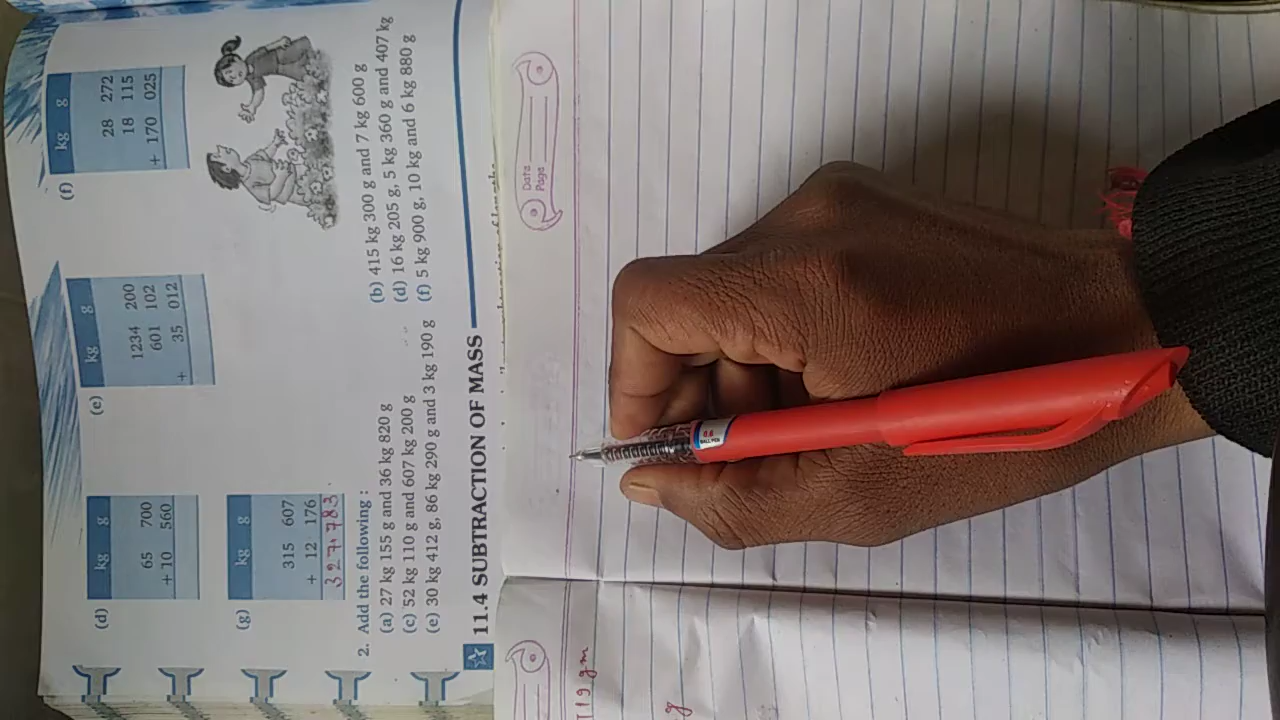 (d)
kg g
65 700
+ 10 560
(e)
kg g
1234 200
601 102
+ 35 012
(f)
kg g
28 272
18 115
+ 170 025
(g)
kg g
315 607
+ 12 176
327,783
2. Add the following :
(a) 27 kg 155 g and 36 kg 820 g
(b) 415 kg 300 g and 7 kg 600 g
(c) 52 kg 110 g and 607 kg 200 g
(d) 16 kg 205 g, 5 kg 360 g and 407 kg
(e) 30 kg 412 g, 86 kg 290 g and 3 kg 190 g
(f) 5 kg 900 g, 10 kg and 6 kg 880 g
11.4 SUBTRACTION OF MASS
Date
Page
BALL PEN
g